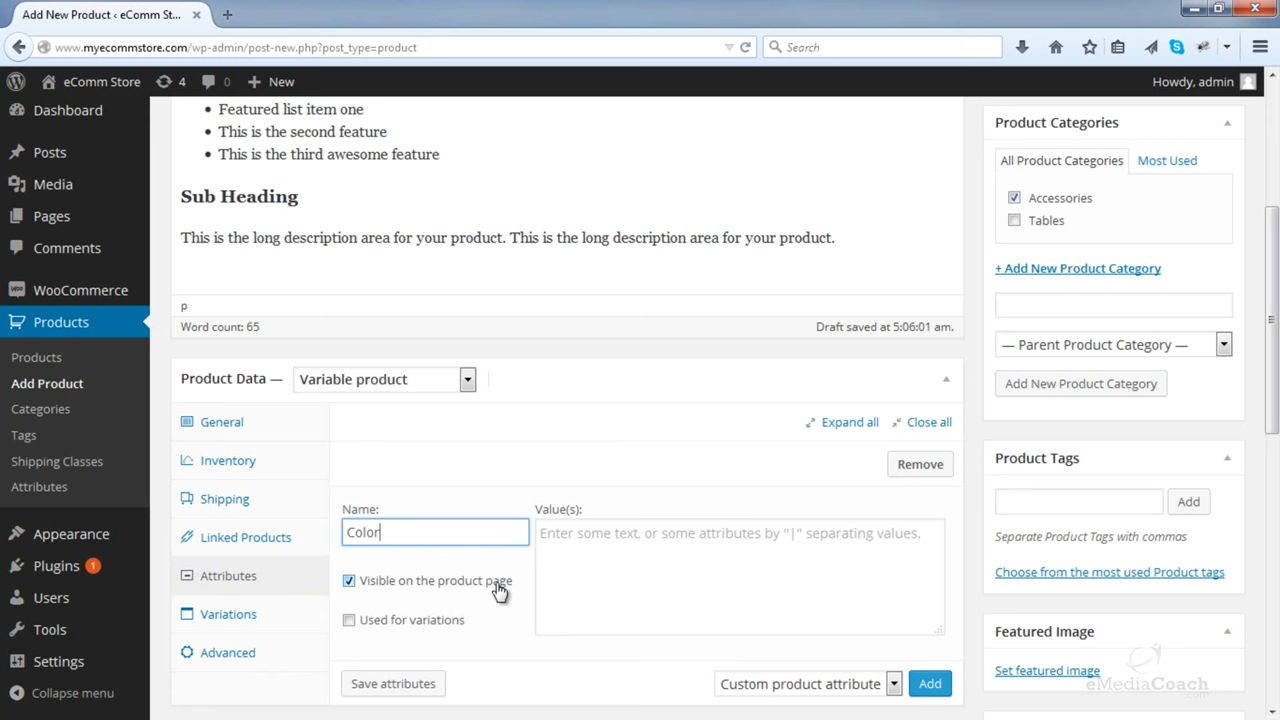 Add New Product ‹ eComm St...
www.myecommstore.com/wp-admin/post-new.php?post_type=product
Search
eComm Store
4
0
New
Howdy, admin
Dashboard
Posts
Media
Pages
Comments
WooCommerce
Products
Products
Add Product
Categories
Tags
Shipping Classes
Attributes
Appearance
Plugins 1
Users
Tools
Settings
Collapse menu
Featured list item one
This is the second feature
This is the third awesome feature
Sub Heading
This is the long description area for your product. This is the long description area for your product.
p
Word count: 65
Draft saved at 5:06:01 am.
Product Data —
Variable product
General
Inventory
Shipping
Linked Products
Attributes
Variations
Advanced
Expand all
Close all
Remove
Name:
Value(s):
Color
Enter some text, or some attributes by "|" separating values.
Visible on the product page
Used for variations
Save attributes
Custom product attribute
Add
Product Categories
All Product Categories
Most Used
Accessories
Tables
+ Add New Product Category
— Parent Product Category —
Add New Product Category
Product Tags
Add
Separate Product Tags with commas
Choose from the most used Product tags
Featured Image
Set featured image
eMediaCoach
.com